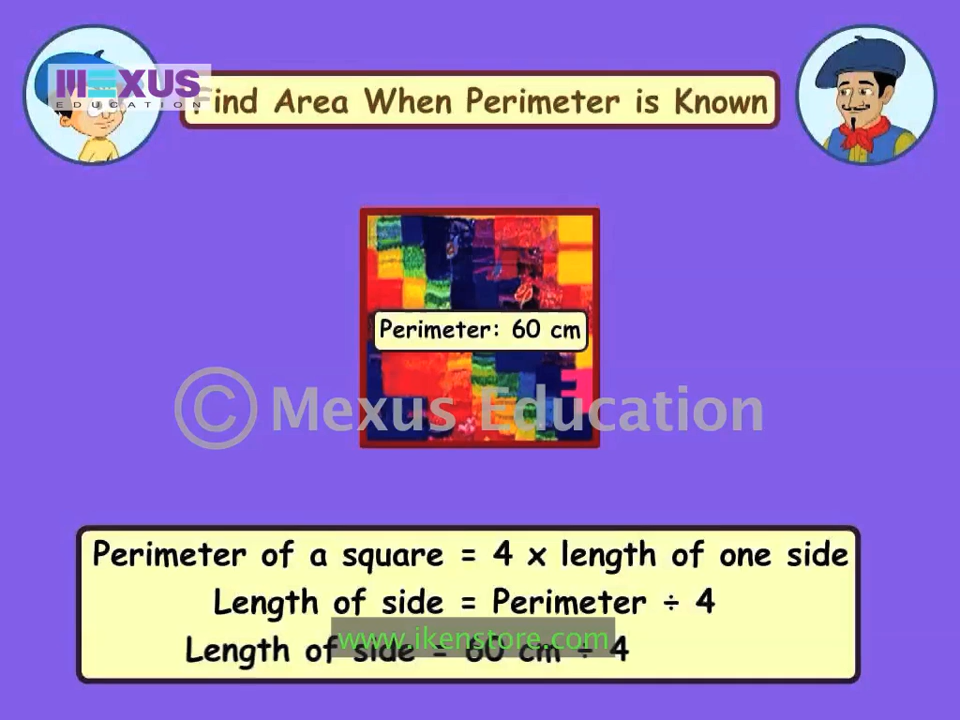 MEXUS
EDUCATION
Find Area When Perimeter is Known
Perimeter: 60 cm
© Mexus Education
Perimeter of a square = 4 x length of one side
Length of side = Perimeter ÷ 4
Length of side = 60 cm ÷ 4
www.ikenstore.com